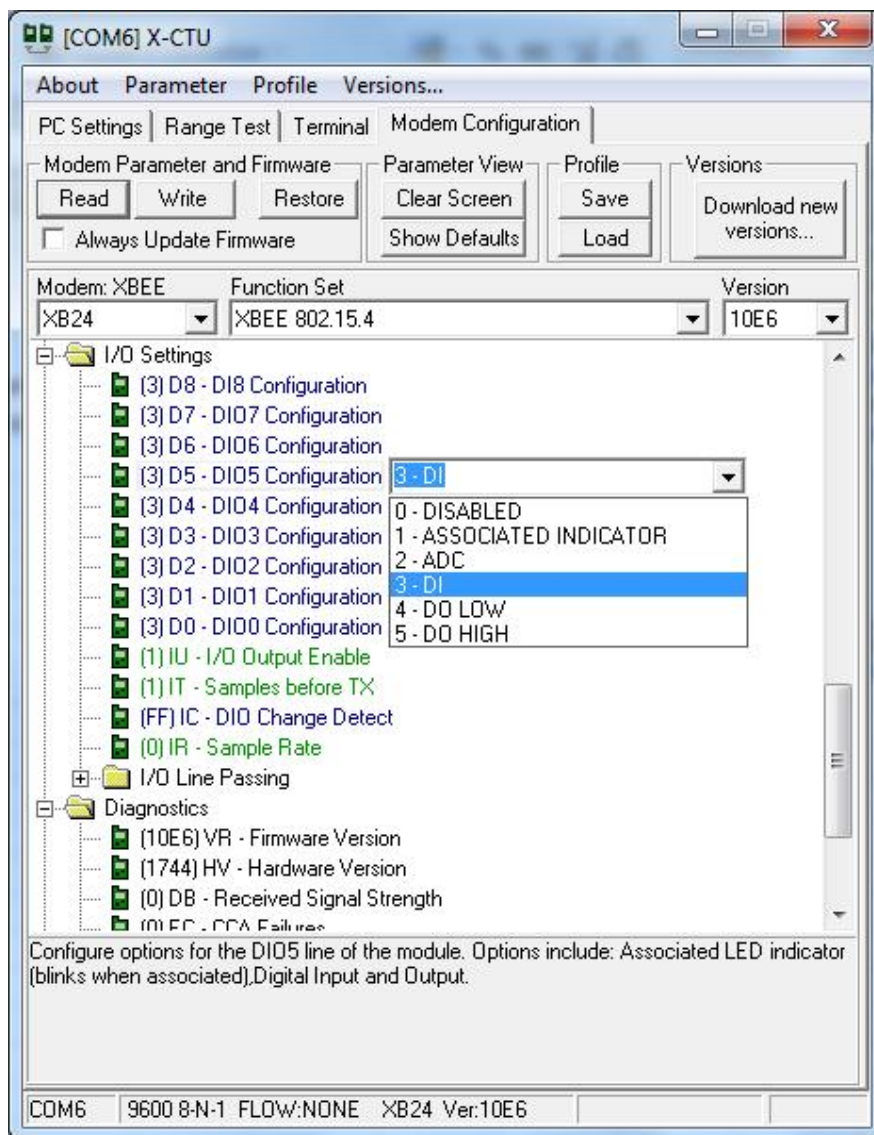 [COM6] X-CTU
About Parameter Profile Versions...
PC Settings Range Test Terminal Modem Configuration
Modem Parameter and Firmware Parameter View Profile Versions
Read Write Restore Clear Screen Save Download new versions...
Always Update Firmware Show Defaults Load
Modem: XBEE Function Set Version
XB24 XBEE 802.15.4 10E6
I/O Settings
(3) D8 - DI8 Configuration
(3) D7 - DIO7 Configuration
(3) D6 - DIO6 Configuration
(3) D5 - DIO5 Configuration 3 - DI
(3) D4 - DIO4 Configuration
(3) D3 - DIO3 Configuration
(3) D2 - DIO2 Configuration
(3) D1 - DIO1 Configuration
(3) D0 - DIO0 Configuration
0 - DISABLED
1 - ASSOCIATED INDICATOR
2 - ADC
3 - DI
4 - DO LOW
5 - DO HIGH
(1) IU - I/O Output Enable
(1) IT - Samples before TX
(FF) IC - DIO Change Detect
(0) IR - Sample Rate
I/O Line Passing
Diagnostics
(10E6) VR - Firmware Version
(1744) HV - Hardware Version
(0) DB - Received Signal Strength
(0) EC - CCA Failures
Configure options for the DIO5 line of the module. Options include: Associated LED indicator
(blinks when associated),Digital Input and Output.
COM6 9600 8-N-1 FLOW:NONE XB24 Ver:10E6